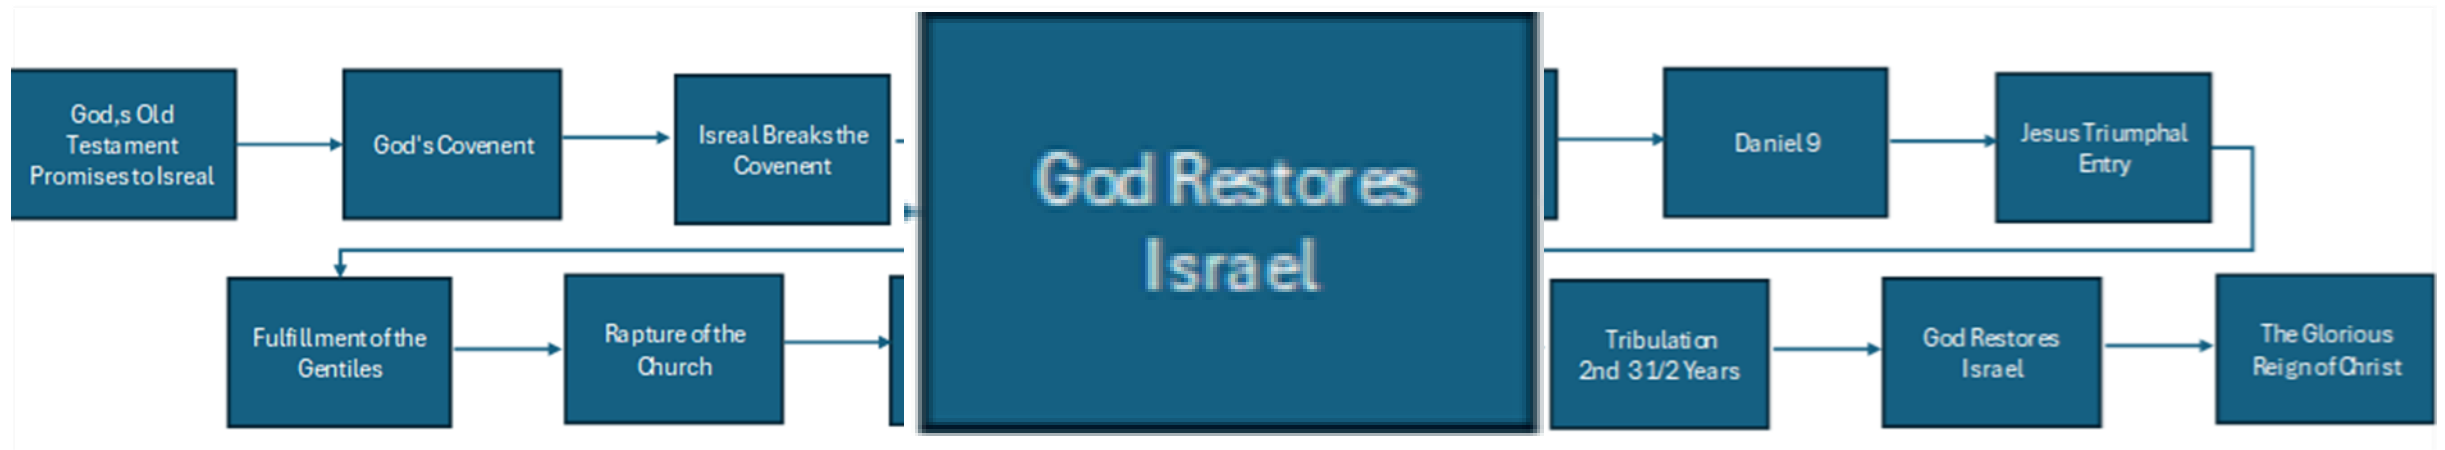 God,s Old
Testament
Promises to Isreal
God's Covenent
Isreal Breaks the
Covenent
God Restores
Israel
Daniel 9
Jesus Triumphal
Entry
Fulfillment of the
Gentiles
Rapture of the
Church
Tribulation
2nd 3 1/2 Years
God Restores
Israel
The Glorious
Reign of Christ